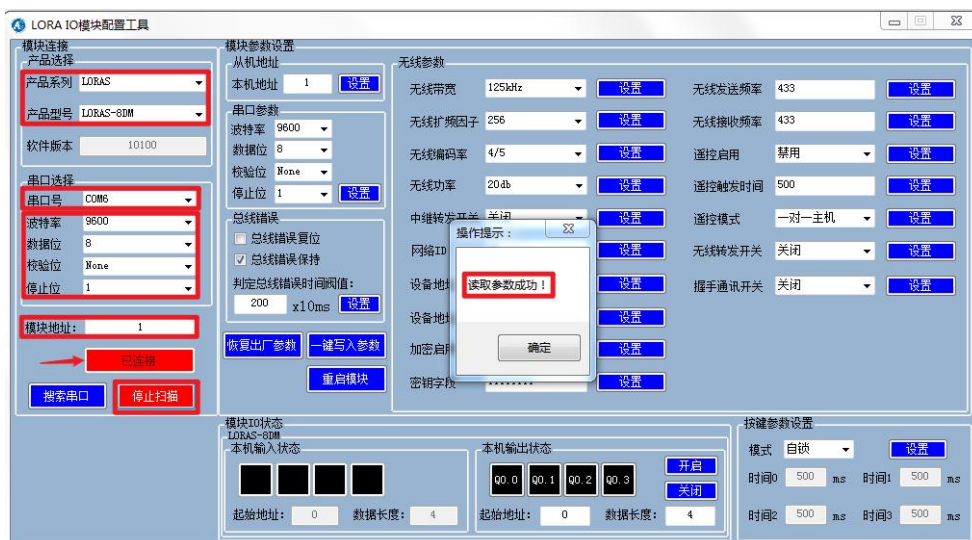 LORA IO模块配置工具
模块连接
产品选择
产品系列 LORAS
产品型号 LORAS-8DM
软件版本 10100
串口选择
串口号 COM6
波特率 9600
数据位 8
校验位 None
停止位 1
模块地址: 1
已连接
搜索串口 停止扫描
模块参数设置
从机地址
本机地址 1 设置
串口参数
波特率 9600
数据位 8
校验位 None
停止位 1 设置
总线错误
总线错误复位
总线错误保持
判定总线错误时间阀值:
200 x10ms 设置
恢复出厂参数 一键写入参数
重启模块
无线参数
无线带宽 125kHz 设置
无线扩频因子 256 设置
无线编码率 4/5 设置
无线功率 20db 设置
中继转发开关 关闭
网络ID 设置
设备地 设置
设备地 设置
加密启用 设置
密钥字段 ******** 设置
无线发送频率 433 设置
无线接收频率 433 设置
遥控启用 禁用 设置
遥控触发时间 500 设置
遥控模式 一对一主机 设置
无线转发开关 关闭 设置
握手通讯开关 关闭 设置
操作提示:
读取参数成功!
确定
模块IO状态
LORAS-8DM
本机输入状态
起始地址: 0 数据长度: 4
本机输出状态
Q0.0 Q0.1 Q0.2 Q0.3
开启
关闭
起始地址: 0 数据长度: 4
按键参数设置
模式 自锁 设置
时间0 500 ms 时间1 500 ms
时间2 500 ms 时间3 500 ms